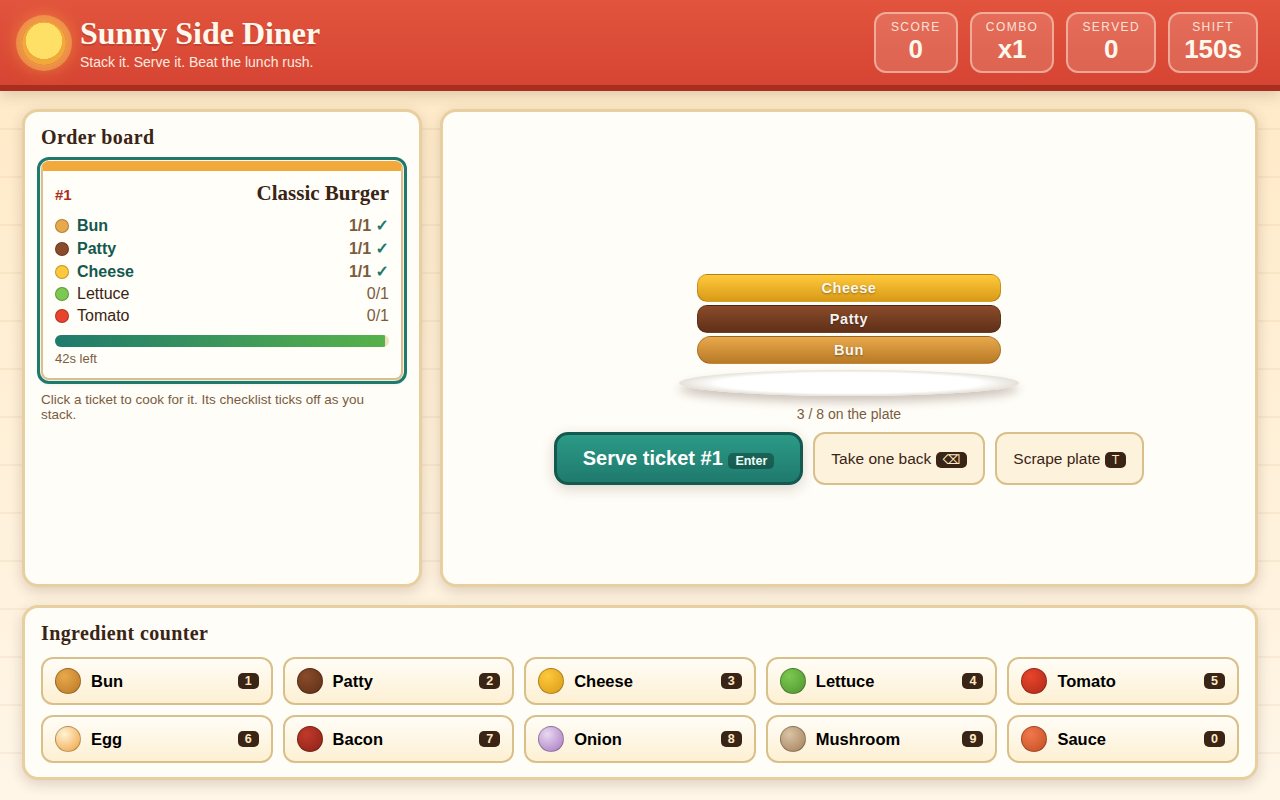 Sunny Side Diner
Stack it. Serve it. Beat the lunch rush.
SCORE
0
COMBO
x1
SERVED
0
SHIFT
150s
Order board
#1 Classic Burger
Bun 1/1 ✓
Patty 1/1 ✓
Cheese 1/1 ✓
Lettuce 0/1
Tomato 0/1
42s left
Click a ticket to cook for it. Its checklist ticks off as you
stack.
Cheese
Patty
Bun
3 / 8 on the plate
Serve ticket #1 Enter
Take one back ⌫
Scrape plate T
Ingredient counter
Bun 1
Patty 2
Cheese 3
Lettuce 4
Tomato 5
Egg 6
Bacon 7
Onion 8
Mushroom 9
Sauce 0